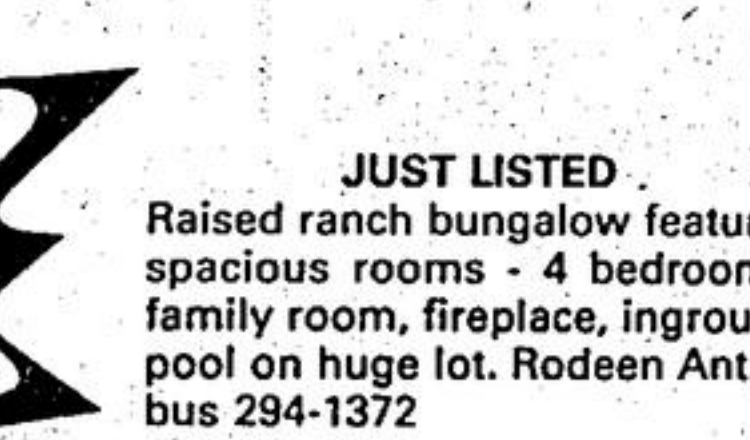 JUST LISTED
Raised ranch bungalow featu
spacious rooms - 4 bedroom
family room, fireplace, ingrou
pool on huge lot. Rodeen Ant
bus 294-1372